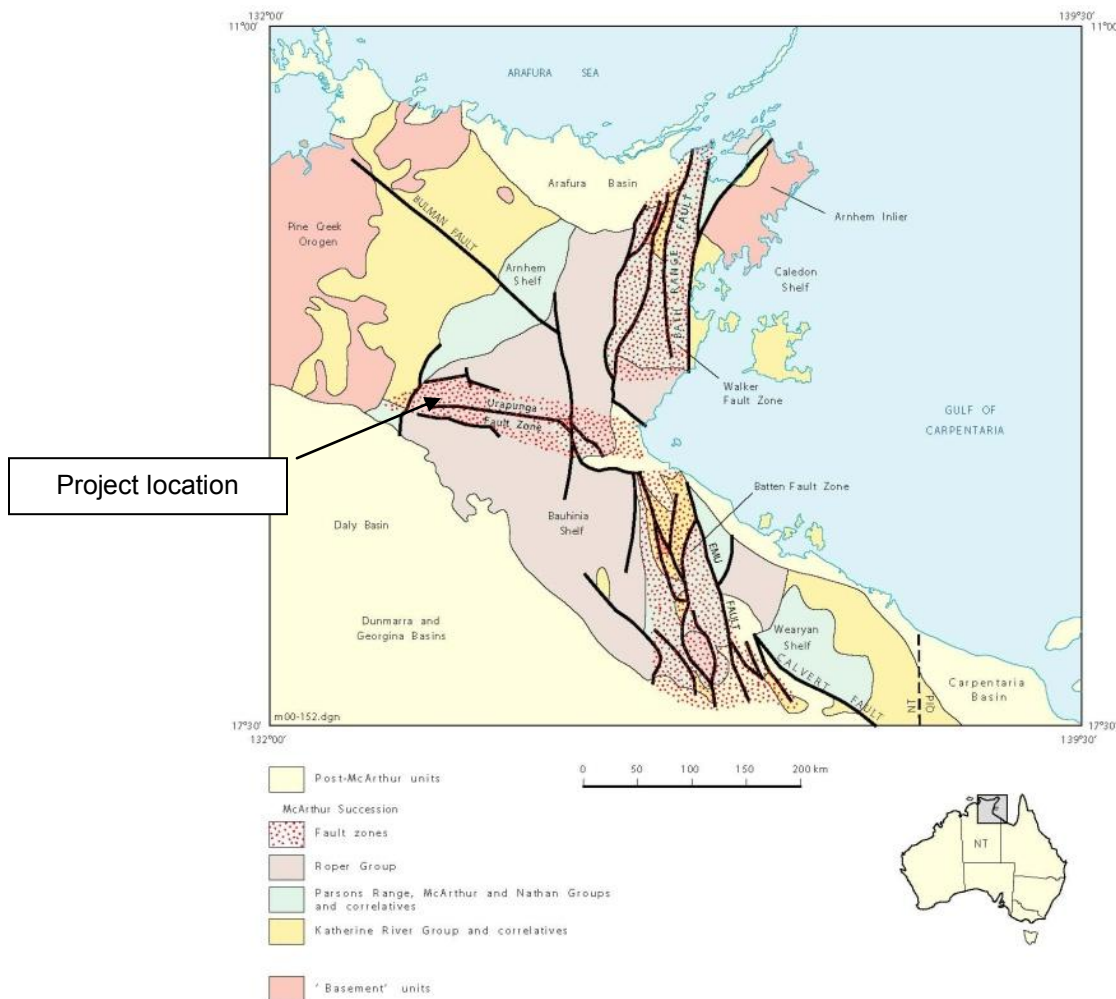 132°00'
139°30'
11°00'
11°00'
ARAFURA SEA
Arafura Basin
BULMAN FAULT
Pine Creek
Orogen
Arnhem
Shelf
BATH RANGE FAULT
Arnhem Inlier
Caledon
Shelf
Walker
Fault Zone
Urapunga
Fault Zone
GULF OF
CARPENTARIA
Project location
Batten Fault Zone
Bauhinia
Shelf
Daly Basin
EMU
FAULT
Dunmarra and
Georgina Basins
Wearyan
Shelf
CALVERT FAULT
Carpentaria
Basin
NT
QLD
m00-152.dgn
17°30'
17°30'
132°00'
139°30'
0 50 100 150 200 km
Post-McArthur units
McArthur Succession
Fault zones
Roper Group
Parsons Range, McArthur and Nathan Groups
and correlatives
Katherine River Group and correlatives
'Basement' units
NT